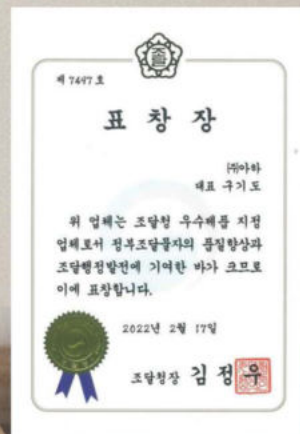 제 7497 호
표 창 장
(주)아하
대표 구기도
위 업체는 조달청 우수제품 지정
업체로서 정부조달물자의 품질향상과
조달행정발전에 기여한 바가 크므로
이에 표창합니다.
2022년 2월 17일
조달청장 김 정 우